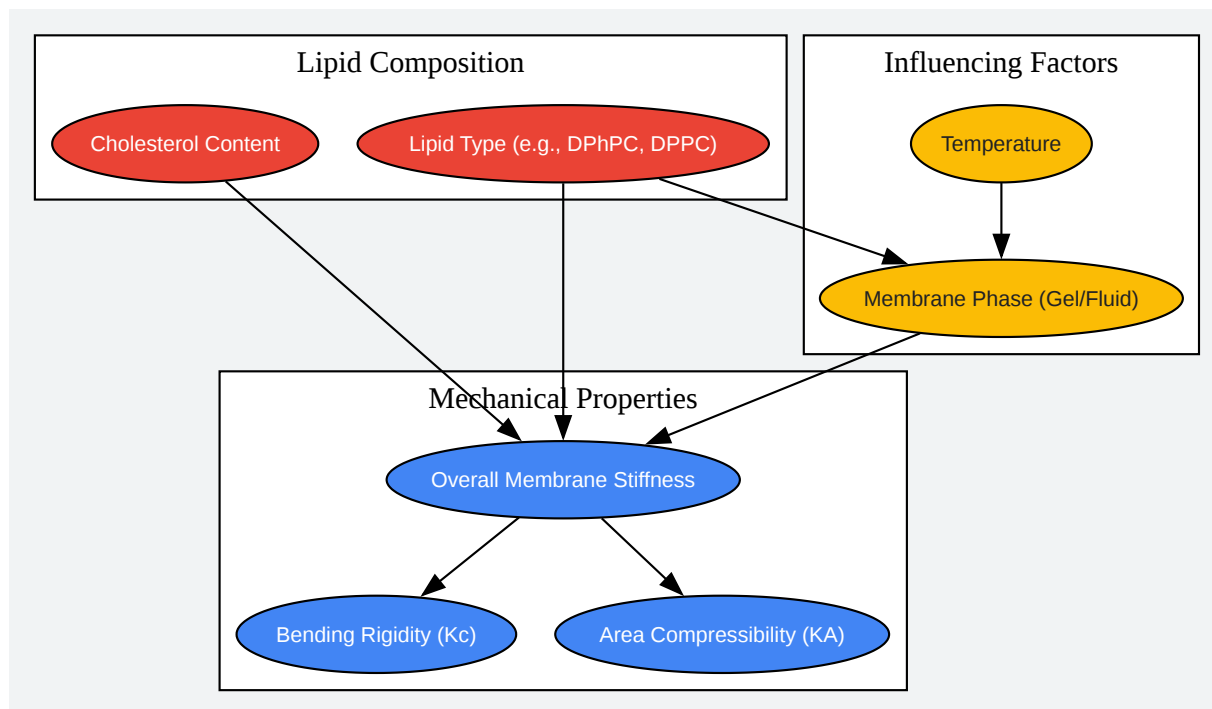 Lipid Composition
Influencing Factors
Cholesterol Content
Lipid Type (e.g., DPhPC, DPPC)
Temperature
Membrane Phase (Gel/Fluid)
Mechanical Properties
Overall Membrane Stiffness
Bending Rigidity (Kc)
Area Compressibility (KA)